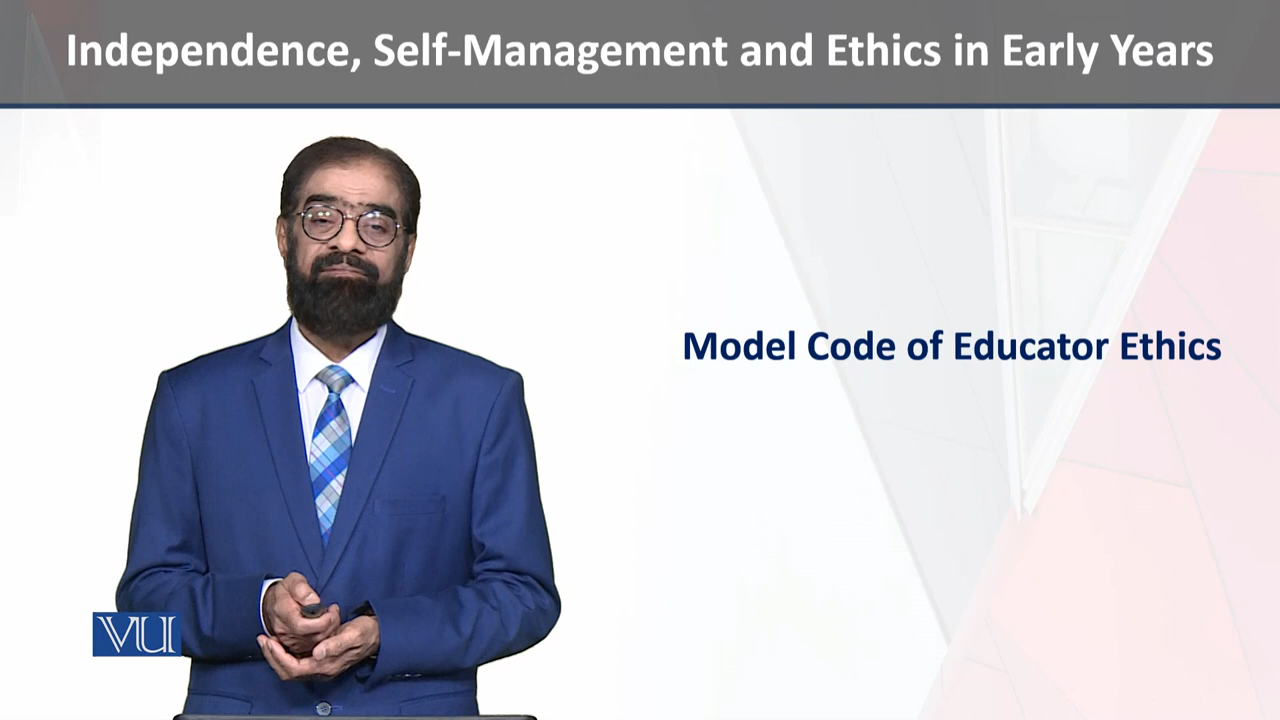 Independence, Self-Management and Ethics in Early Years
Model Code of Educator Ethics
VU